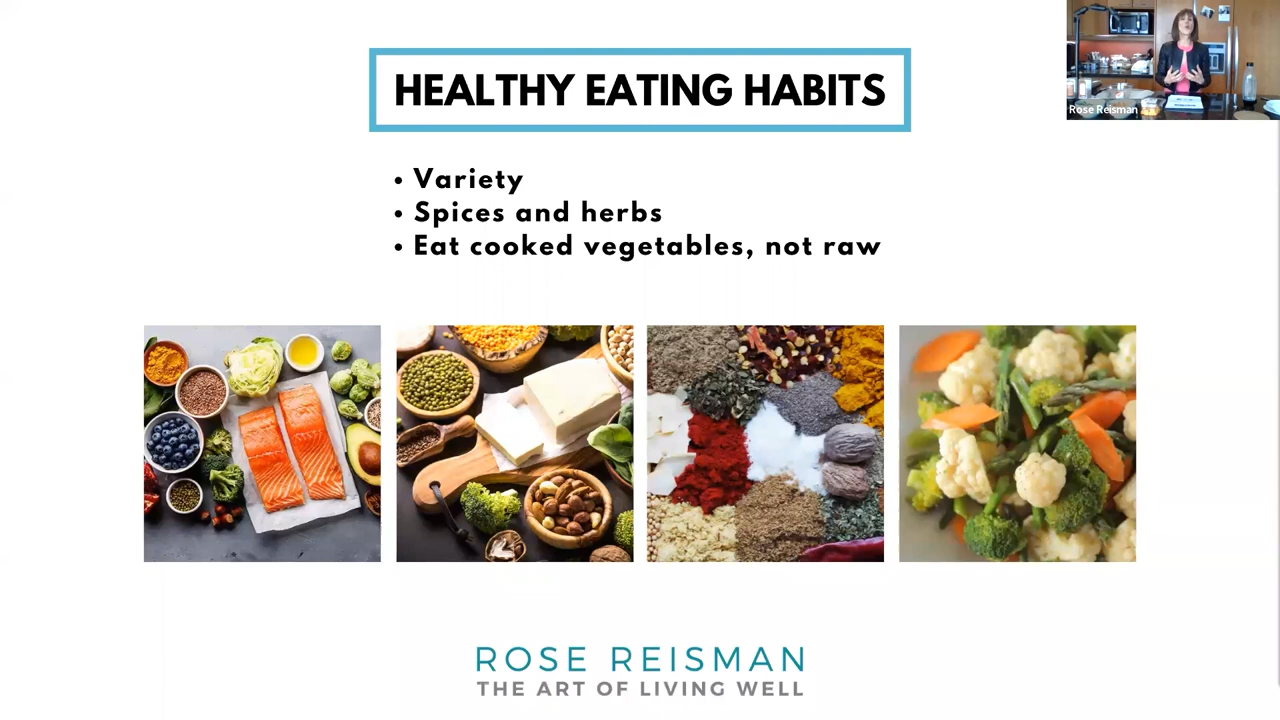 HEALTHY EATING HABITS
Rose Reisman
• Variety
• Spices and herbs
• Eat cooked vegetables, not raw
ROSE REISMAN
THE ART OF LIVING WELL